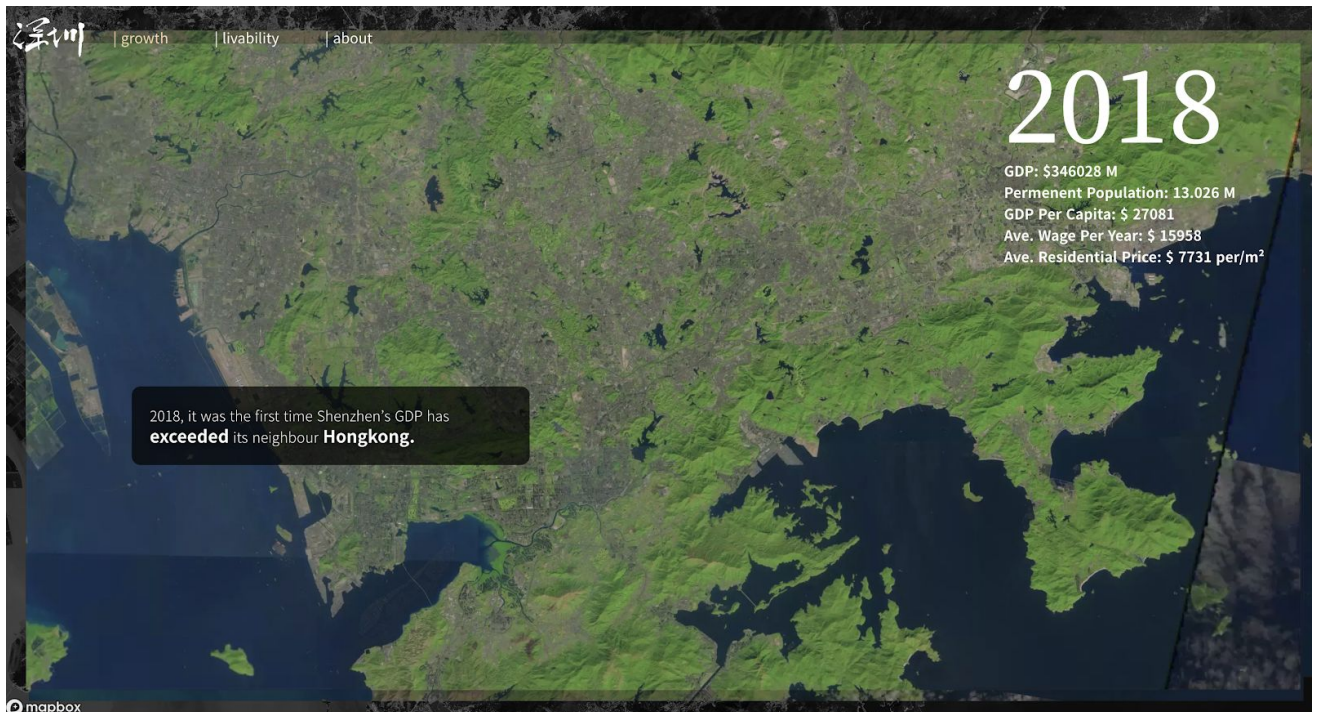 深圳
| growth | livability | about
2018
GDP: $346028 M
Permenent Population: 13.026 M
GDP Per Capita: $ 27081
Ave. Wage Per Year: $ 15958
Ave. Residential Price: $ 7731 per/m²
2018, it was the first time Shenzhen's GDP has
exceeded its neighbour Hongkong.
mapbox